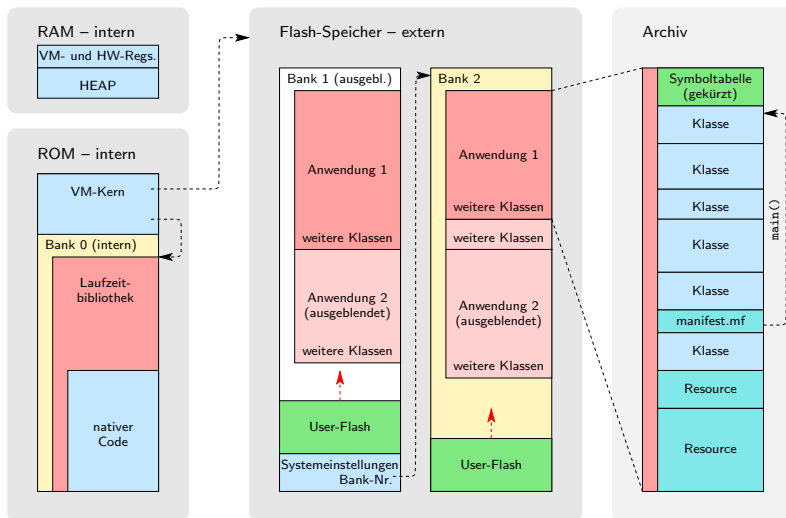 RAM – intern
VM- und HW-Regs.
HEAP
ROM – intern
VM-Kern
Bank 0 (intern)
Laufzeit-
bibliothek
nativer
Code
Flash-Speicher – extern
Bank 1 (ausgebl.)
Anwendung 1
weitere Klassen
Anwendung 2
(ausgeblendet)
weitere Klassen
User-Flash
Systemeinstellungen
Bank-Nr.
Bank 2
Anwendung 1
weitere Klassen
weitere Klassen
Anwendung 2
(ausgeblendet)
weitere Klassen
User-Flash
Archiv
Symboltabelle
(gekürzt)
Klasse
Klasse
Klasse
Klasse
Klasse
manifest.mf
Klasse
Resource
Resource
main()